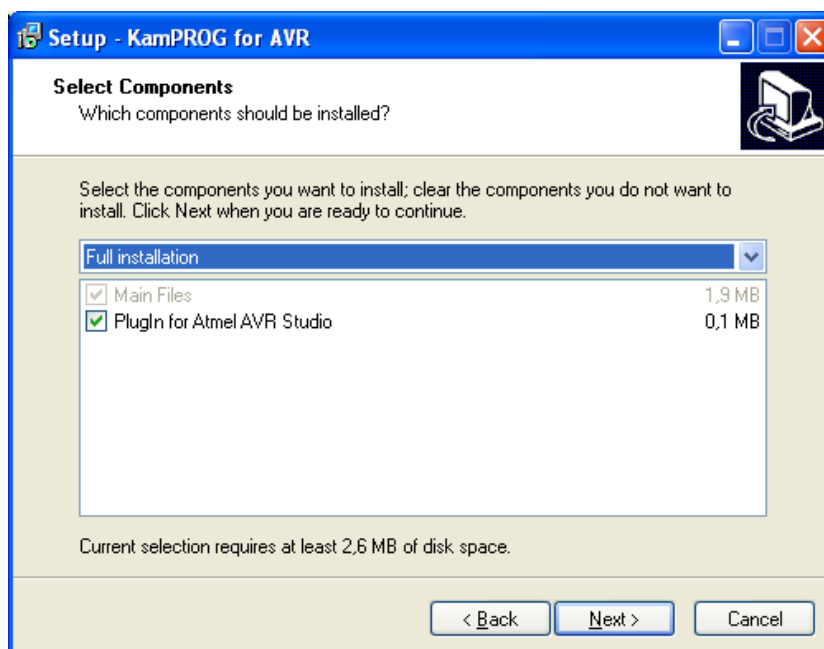 Setup - KamPROG for AVR
Select Components
Which components should be installed?
Select the components you want to install; clear the components you do not want to
install. Click Next when you are ready to continue.
Full installation
Main Files 1,9 MB
PlugIn for Atmel AVR Studio 0,1 MB
Current selection requires at least 2,6 MB of disk space.
< Back Next > Cancel